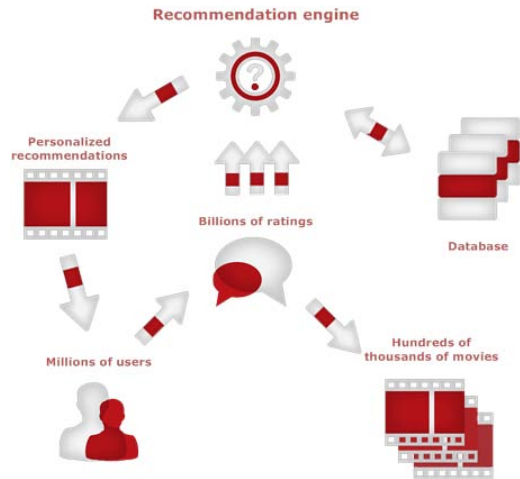 Recommendation engine
?
Personalized
recommendations
Billions of ratings
Database
Millions of users
Hundreds of
thousands of movies